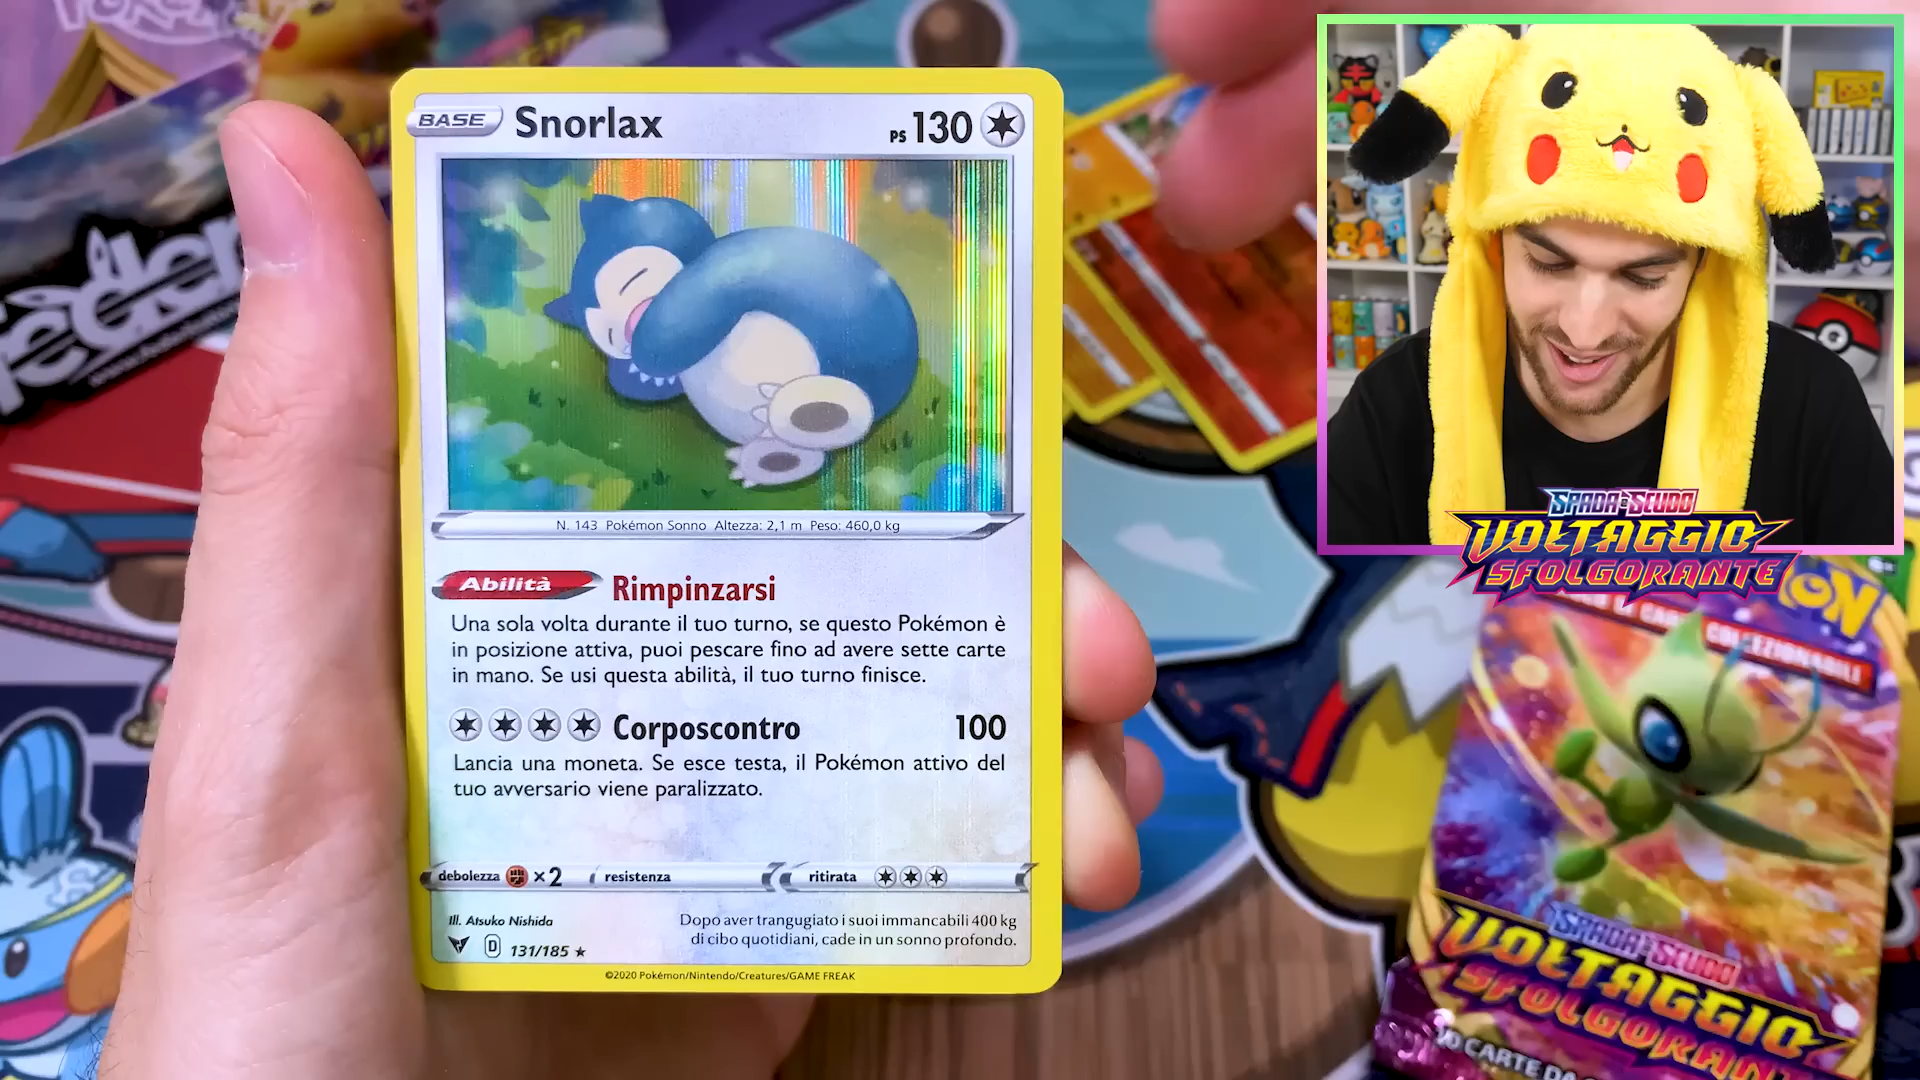 BASE Snorlax PS 130
N. 143 Pokémon Sonno Altezza: 2,1 m Peso: 460,0 kg
Abilità Rimpinzarsi
Una sola volta durante il tuo turno, se questo Pokémon è
in posizione attiva, puoi pescare fino ad avere sette carte
in mano. Se usi questa abilità, il tuo turno finisce.
Corposcontro 100
Lancia una moneta. Se esce testa, il Pokémon attivo del
tuo avversario viene paralizzato.
debolezza ×2 resistenza ritirata
Ill. Atsuko Nishida
D 131/185 ★
Dopo aver trangugiato i suoi immancabili 400 kg
di cibo quotidiani, cade in un sonno profondo.
©2020 Pokémon/Nintendo/Creatures/GAME FREAK
SPADA E SCUDO
VOLTAGGIO
SFOLGORANTE
COLLEZIONABILI
SPADA E SCUDO
VOLTAGGIO
SFOLGORANTE
10 CARTE DA